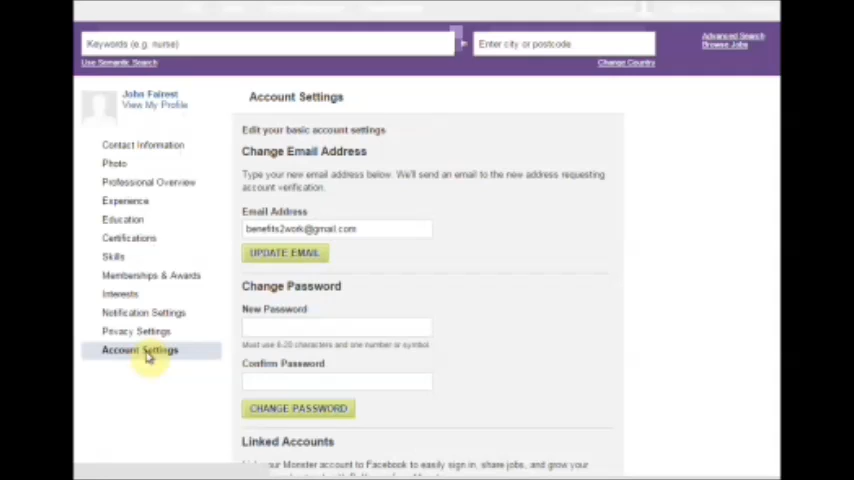 Keywords (e.g. nurse)
in
Enter city or postcode
Advanced Search
Browse Jobs
Use Semantic Search
Change Country
John Fairest
View My Profile
Contact Information
Photo
Professional Overview
Experience
Education
Certifications
Skills
Memberships & Awards
Interests
Notification Settings
Privacy Settings
Account Settings
Account Settings
Edit your basic account settings
Change Email Address
Type your new email address below. We'll send an email to the new address requesting
account verification.
Email Address
benefits2work@gmail.com
UPDATE EMAIL
Change Password
New Password
Must use 8-20 characters and one number or symbol
Confirm Password
CHANGE PASSWORD
Linked Accounts
your Monster account to Facebook to easily sign in, share jobs, and grow your